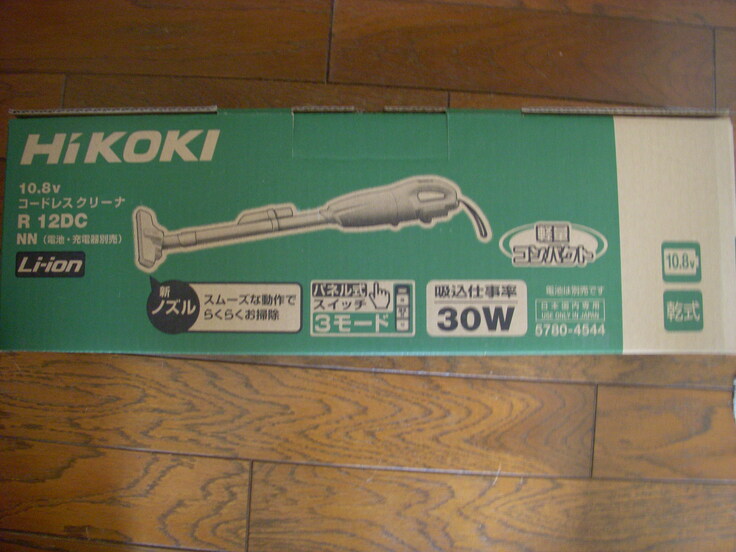 HiKOKI
10.8v
コードレスクリーナ
R 12DC
NN（電池・充電器別売）
Li-ion
新
ノズル
スムーズな動作で
らくらくお掃除
パネル式
スイッチ
3モード
吸込仕事率
30W
軽量
コンパクト
電池は別売です
日本国内専用
USE ONLY IN JAPAN
5780-4544
10.8v
乾式